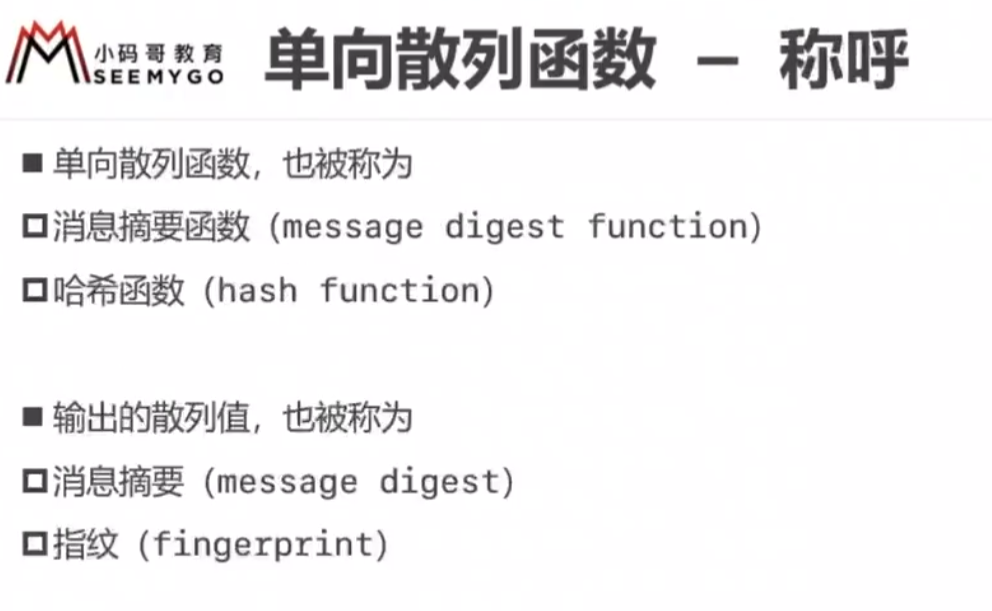 小码哥教育
SEEMYGO
单向散列函数 － 称呼
■ 单向散列函数，也被称为
□ 消息摘要函数（message digest function）
□ 哈希函数（hash function）
■ 输出的散列值，也被称为
□ 消息摘要（message digest）
□ 指纹（fingerprint）